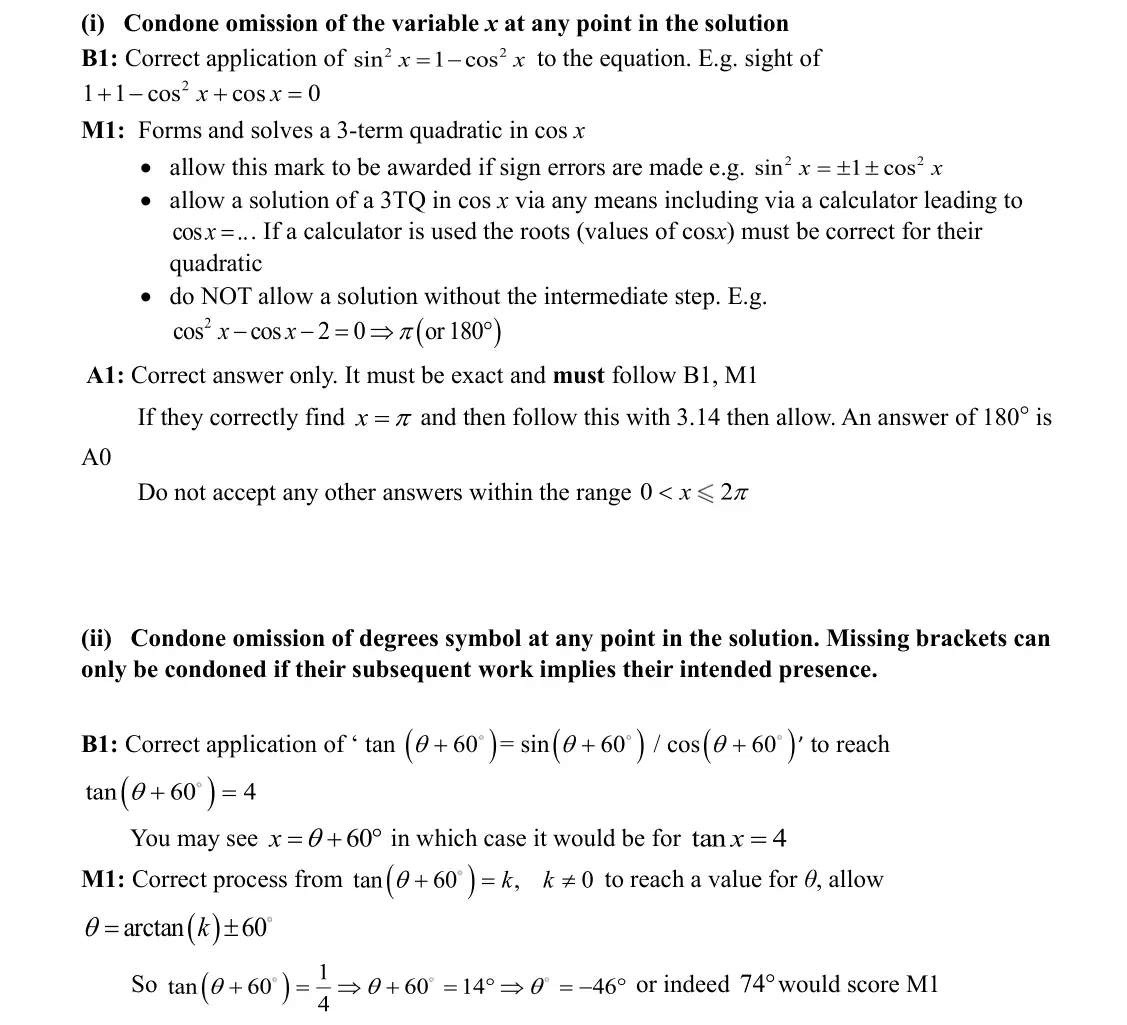 (i) Condone omission of the variable x at any point in the solution
B1: Correct application of sin² x = 1 − cos² x to the equation. E.g. sight of
1 + 1 − cos² x + cos x = 0
M1: Forms and solves a 3-term quadratic in cos x
• allow this mark to be awarded if sign errors are made e.g. sin² x = ±1 ± cos² x
• allow a solution of a 3TQ in cos x via any means including via a calculator leading to
cos x = ... If a calculator is used the roots (values of cosx) must be correct for their
quadratic
• do NOT allow a solution without the intermediate step. E.g.
cos² x − cos x − 2 = 0 ⇒ π (or 180°)
A1: Correct answer only. It must be exact and must follow B1, M1
If they correctly find x = π and then follow this with 3.14 then allow. An answer of 180° is
A0
Do not accept any other answers within the range 0 < x ⩽ 2π
(ii) Condone omission of degrees symbol at any point in the solution. Missing brackets can
only be condoned if their subsequent work implies their intended presence.
B1: Correct application of ‘ tan (θ + 60°) = sin(θ + 60°) / cos(θ + 60°)’ to reach
tan(θ + 60°) = 4
You may see x = θ + 60° in which case it would be for tan x = 4
M1: Correct process from tan(θ + 60°) = k, k ≠ 0 to reach a value for θ, allow
θ = arctan(k) ± 60°
So tan(θ + 60°) = 1/4 ⇒ θ + 60° = 14° ⇒ θ° = −46° or indeed 74° would score M1